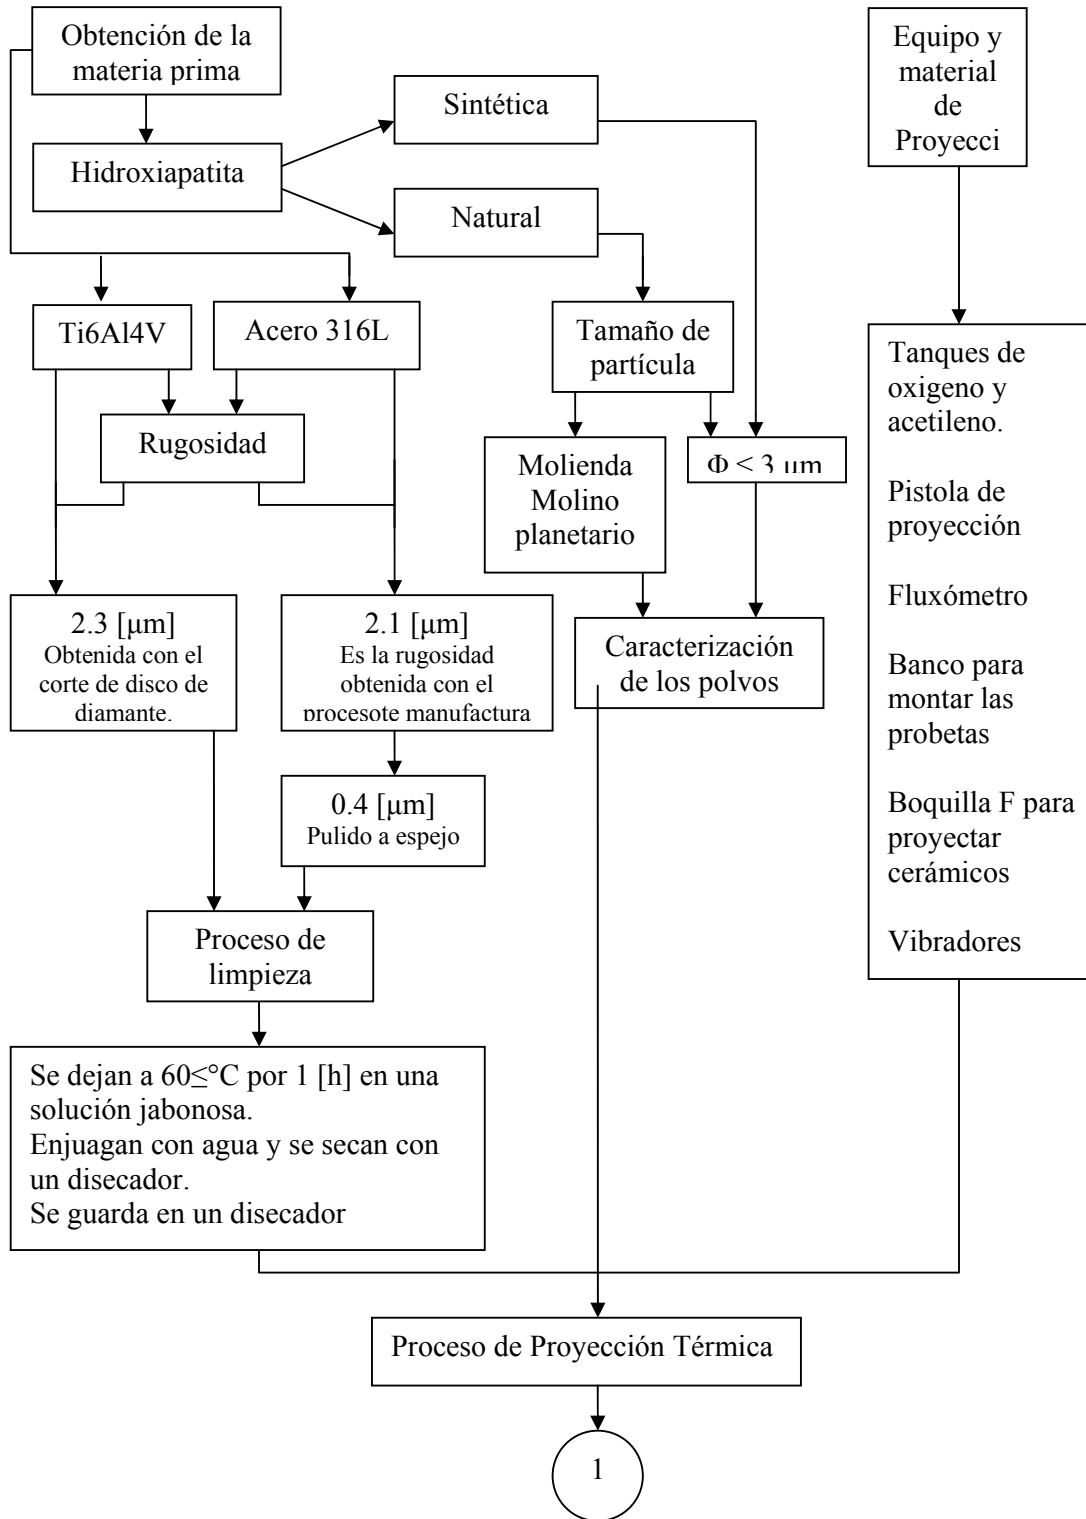 Obtención de la
materia prima
Equipo y
material
de
Proyecci
Sintética
Hidroxiapatita
Natural
Ti6Al4V
Acero 316L
Tamaño de
partícula
Rugosidad
Molienda
Molino
planetario
Φ < 3 μm
Tanques de
oxigeno y
acetileno.
Pistola de
proyección
Fluxómetro
Banco para
montar las
probetas
Boquilla F para
proyectar
cerámicos
Vibradores
2.3 [μm]
Obtenida con el
corte de disco de
diamante.
2.1 [μm]
Es la rugosidad
obtenida con el
procesote manufactura
Caracterización
de los polvos
0.4 [μm]
Pulido a espejo
Proceso de
limpieza
Se dejan a 60≤°C por 1 [h] en una
solución jabonosa.
Enjuagan con agua y se secan con
un disecador.
Se guarda en un disecador
Proceso de Proyección Térmica
1